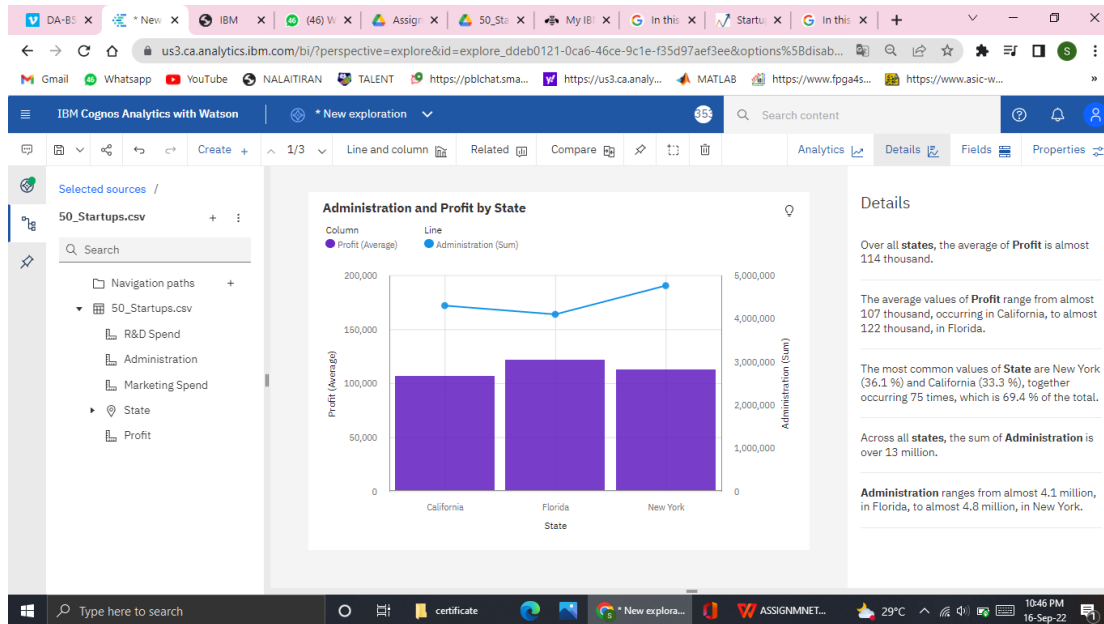 DA-BS
* New
IBM
(46) W
Assign
50_Sta
My IB
In this
Startu
In this
us3.ca.analytics.ibm.com/bi/?perspective=explore&id=explore_ddeb0121-0ca6-46ce-9c1e-f35d97aef3ee&options%5Bdisab...
S
Gmail
Whatsapp
YouTube
NALAITIRAN
TALENT
https://pblchat.sma...
https://us3.ca.analy...
MATLAB
https://www.fpga4s...
https://www.asic-w...
»
IBM Cognos Analytics with Watson
* New exploration
353
Search content
Create +
1/3
Line and column
Related
Compare
Analytics
Details
Fields
Properties
Selected sources /
50_Startups.csv
Search
Navigation paths
50_Startups.csv
R&D Spend
Administration
Marketing Spend
State
Profit
Administration and Profit by State
Column
Line
Profit (Average)
Administration (Sum)
200,000
150,000
100,000
50,000
0
Profit (Average)
5,000,000
4,000,000
3,000,000
2,000,000
1,000,000
0
Administration (Sum)
California
Florida
New York
State
Details
Over all states, the average of Profit is almost
114 thousand.
The average values of Profit range from almost
107 thousand, occurring in California, to almost
122 thousand, in Florida.
The most common values of State are New York
(36.1 %) and California (33.3 %), together
occurring 75 times, which is 69.4 % of the total.
Across all states, the sum of Administration is
over 13 million.
Administration ranges from almost 4.1 million,
in Florida, to almost 4.8 million, in New York.
Type here to search
certificate
* New explora...
ASSIGNMNET...
29°C
10:46 PM
16-Sep-22
1